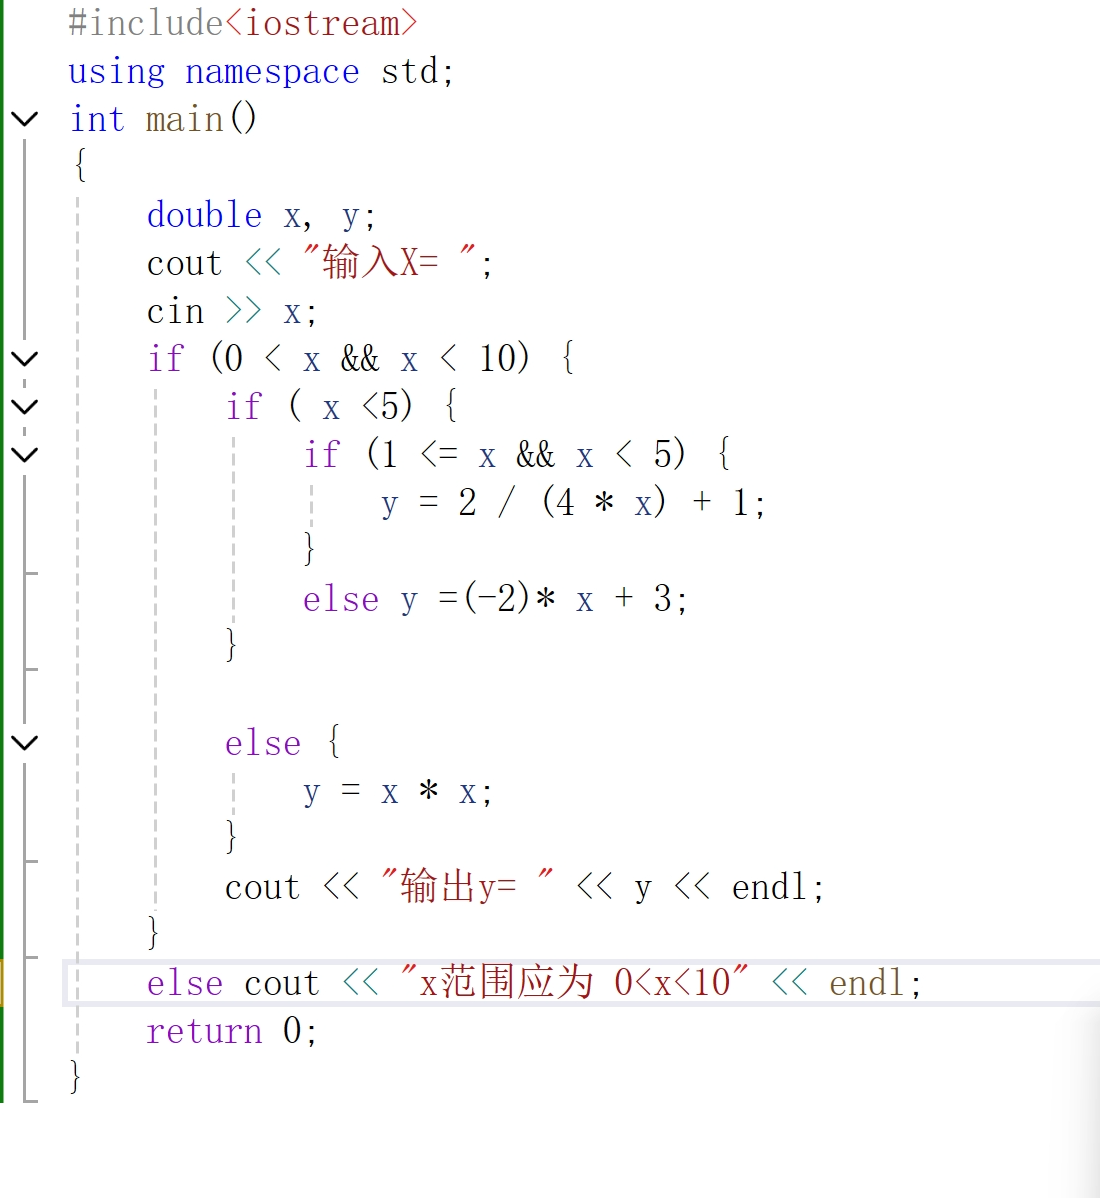 #include<iostream>
using namespace std;
int main()
{
    double x, y;
    cout << "输入X= ";
    cin >> x;
    if (0 < x && x < 10) {
        if ( x <5) {
            if (1 <= x && x < 5) {
                y = 2 / (4 * x) + 1;
            }
            else y =(-2)* x + 3;
        }

        else {
            y = x * x;
        }
        cout << "输出y= " << y << endl;
    }
    else cout << "x范围应为 0<x<10" << endl;
    return 0;
}